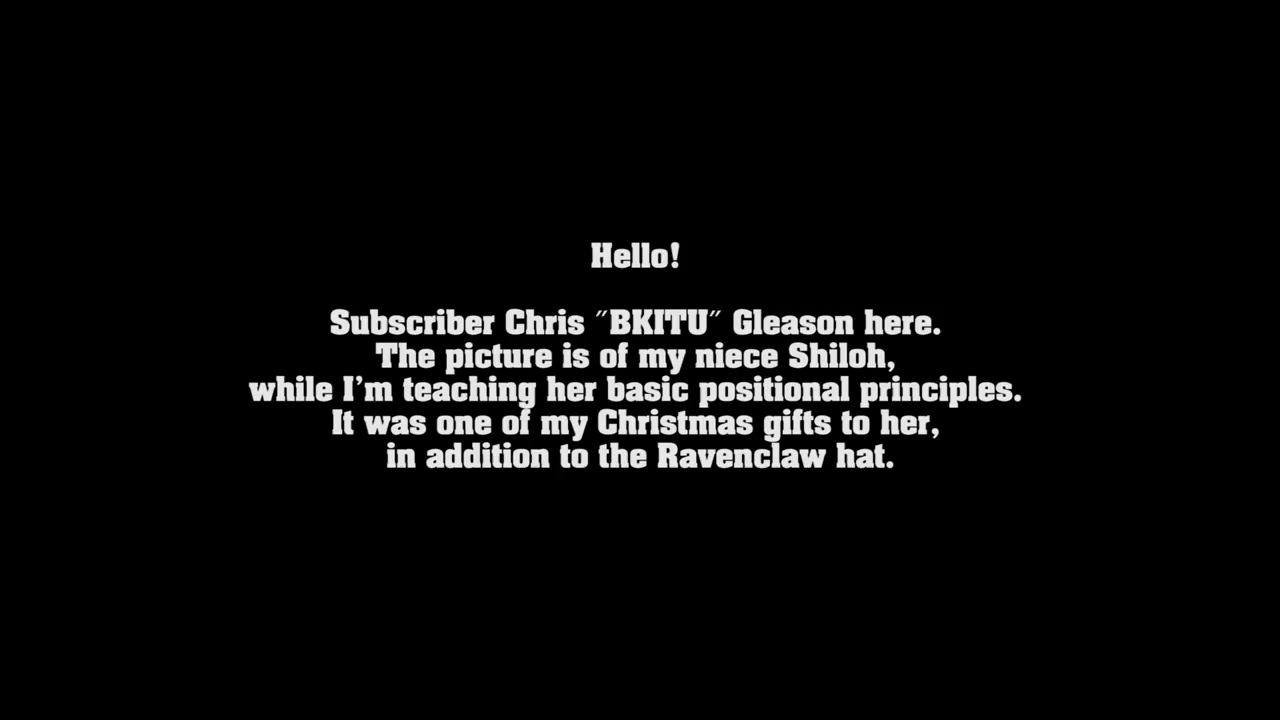 Hello!
Subscriber Chris "BKITU" Gleason here.
The picture is of my niece Shiloh,
while I'm teaching her basic positional principles.
It was one of my Christmas gifts to her,
in addition to the Ravenclaw hat.